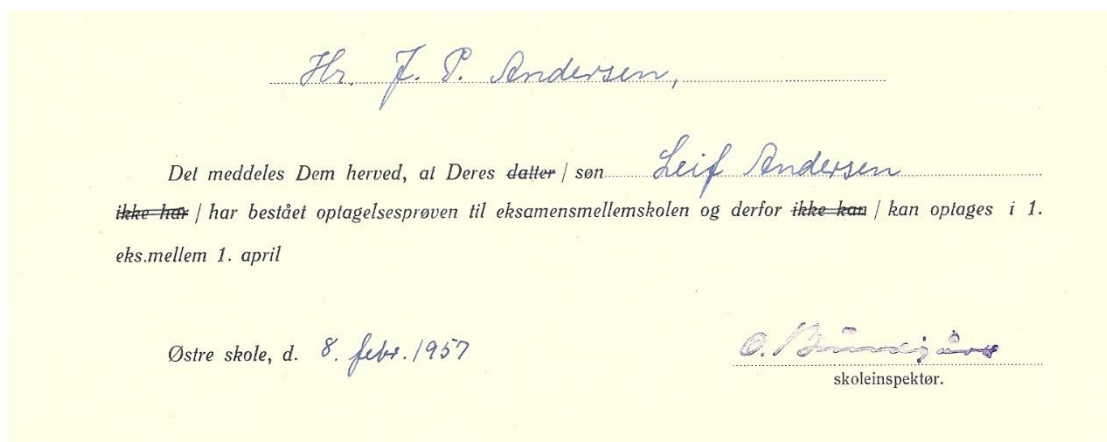 Hr. J. P. Andersen,
Det meddeles Dem herved, at Deres datter / søn Leif Andersen
ikke har / har bestået optagelsesprøven til eksamensmellemskolen og derfor ikke kan / kan optages i 1.
eks.mellem 1. april
Østre skole, d. 8. febr. 1957
O.
skoleinspektør.